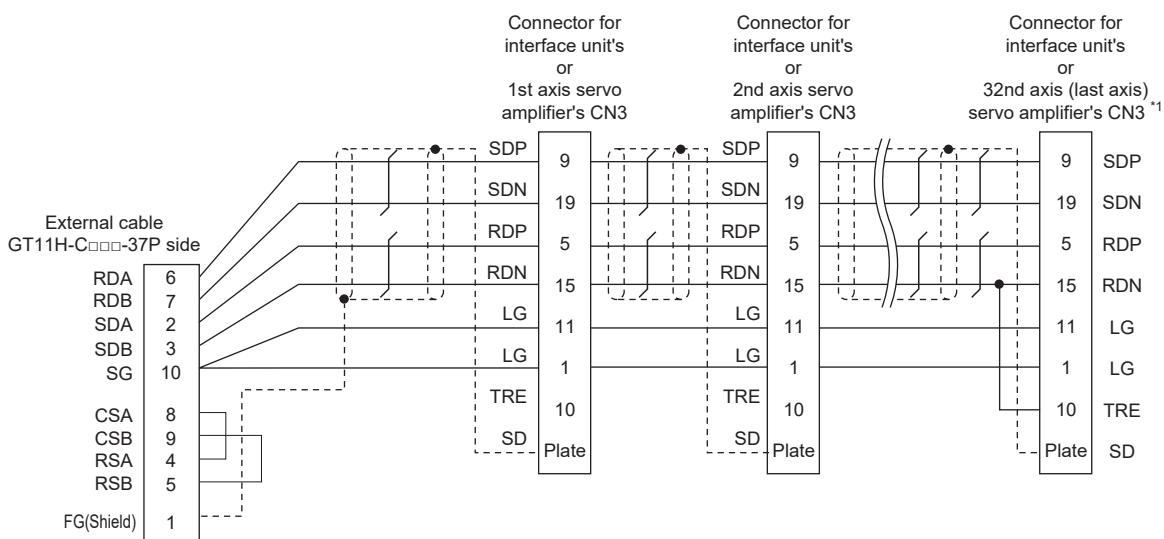 Connector for
interface unit's
or
1st axis servo
amplifier's CN3
Connector for
interface unit's
or
2nd axis servo
amplifier's CN3
Connector for
interface unit's
or
32nd axis (last axis)
servo amplifier's CN3 *1
External cable
GT11H-C□□□-37P side
RDA 6
RDB 7
SDA 2
SDB 3
SG 10
CSA 8
CSB 9
RSA 4
RSB 5
FG(Shield) 1
SDP 9
SDN 19
RDP 5
RDN 15
LG 11
LG 1
TRE 10
SD Plate
SDP 9
SDN 19
RDP 5
RDN 15
LG 11
LG 1
TRE 10
SD Plate
9 SDP
19 SDN
5 RDP
15 RDN
11 LG
1 LG
10 TRE
Plate SD